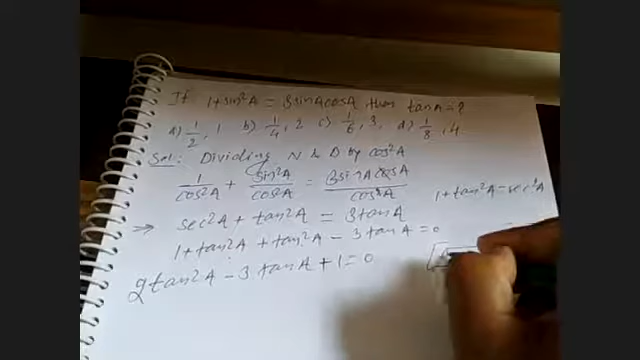 If 1+sin²A = 3sinAcosA then tanA = ?
a) 1/2, 1 b) 1/4, 2 c) 1/6, 3, d) 1/8, 4
Sol: Dividing N & D by cos²A
1/cos²A + sin²A/cos²A = 3sinAcosA/cos²A
1+tan²A=sec²A
⇒ sec²A + tan²A = 3tanA
1+tan²A + tan²A - 3tanA = 0
2tan²A - 3tanA + 1 = 0